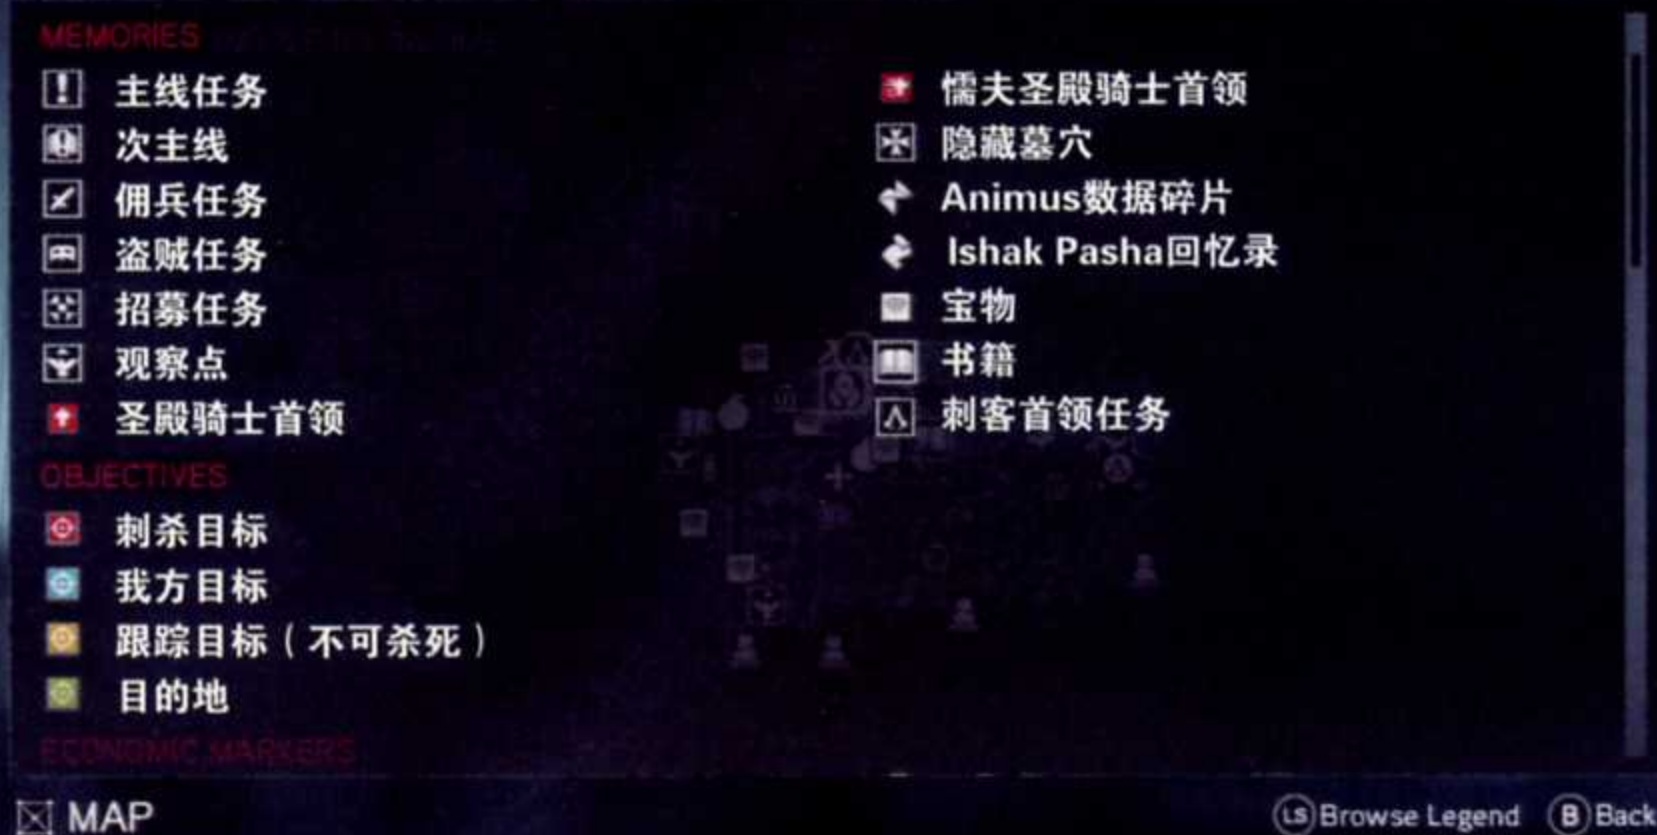 MEMORIES
主线任务
次主线
佣兵任务
盗贼任务
招募任务
观察点
圣殿骑士首领
懦夫圣殿骑士首领
隐藏墓穴
Animus数据碎片
Ishak Pasha回忆录
宝物
书籍
刺客首领任务
OBJECTIVES
刺杀目标
我方目标
跟踪目标（不可杀死）
目的地
ECONOMIC MARKERS
MAP
LS Browse Legend
B Back